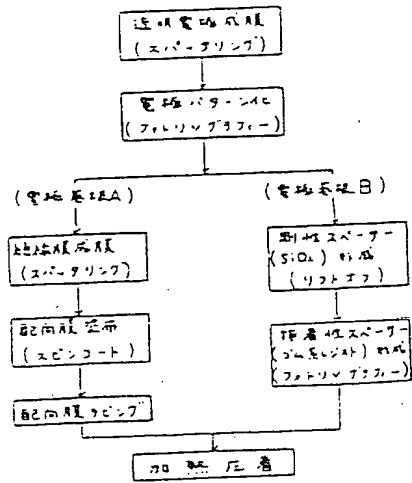 透明電極成膜
(スパータリング)
電極パターン化
(フォトリソグラフィー)
(電極基板A)
(電極基板B)
絶縁膜成膜
(スパータリング)
剛性スペーサー
(SiO₂) 形成
(リフトオフ)
配向膜塗布
(スピンコート)
接着性スペーサー
(ゴム系レジスト) 形成
(フォトリソグラフィー)
配向膜ラビング
加熱圧着